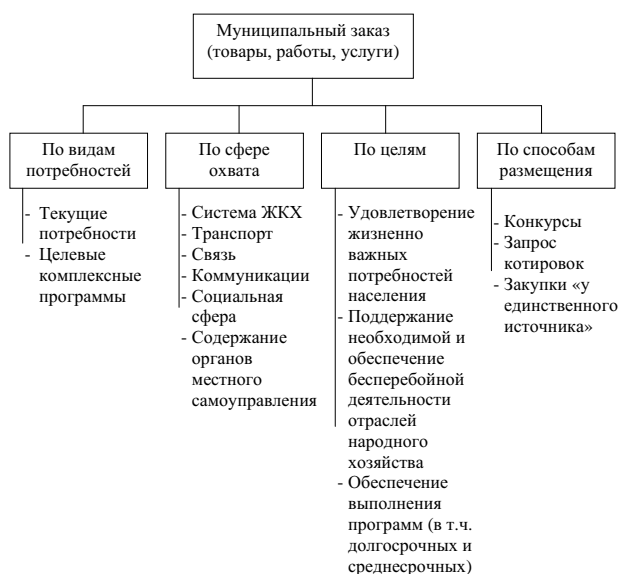 Муниципальный заказ
(товары, работы, услуги)
По видам
потребностей
- Текущие
потребности
- Целевые
комплексные
программы
По сфере
охвата
- Система ЖКХ
- Транспорт
- Связь
- Коммуникации
- Социальная
сфера
- Содержание
органов
местного
самоуправления
По целям
- Удовлетворение
жизненно
важных
потребностей
населения
- Поддержание
необходимой и
обеспечение
бесперебойной
деятельности
отраслей
народного
хозяйства
- Обеспечение
выполнения
программ (в т.ч.
долгосрочных и
среднесрочных)
По способам
размещения
- Конкурсы
- Запрос
котировок
- Закупки «у
единственного
источника»